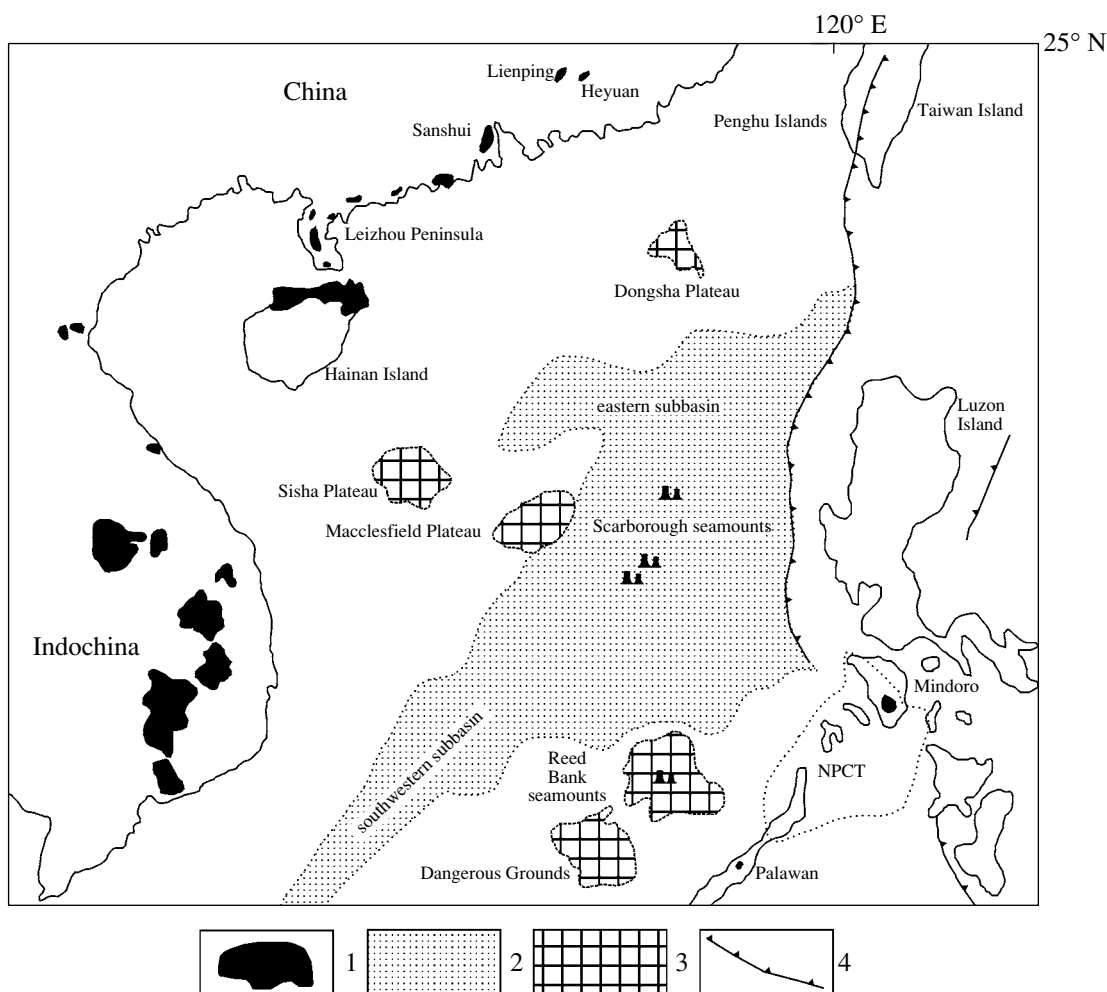 120° E
25° N
Lienping
Heyuan
China
Penghu Islands
Taiwan Island
Sanshui
Leizhou Peninsula
Dongsha Plateau
Hainan Island
eastern subbasin
Luzon
Island
Sisha Plateau
Macclesfield Plateau
Scarborough seamounts
Indochina
Mindoro
southwestern subbasin
Reed
Bank
seamounts
NPCT
Dangerous Grounds
Palawan
1
2
3
4